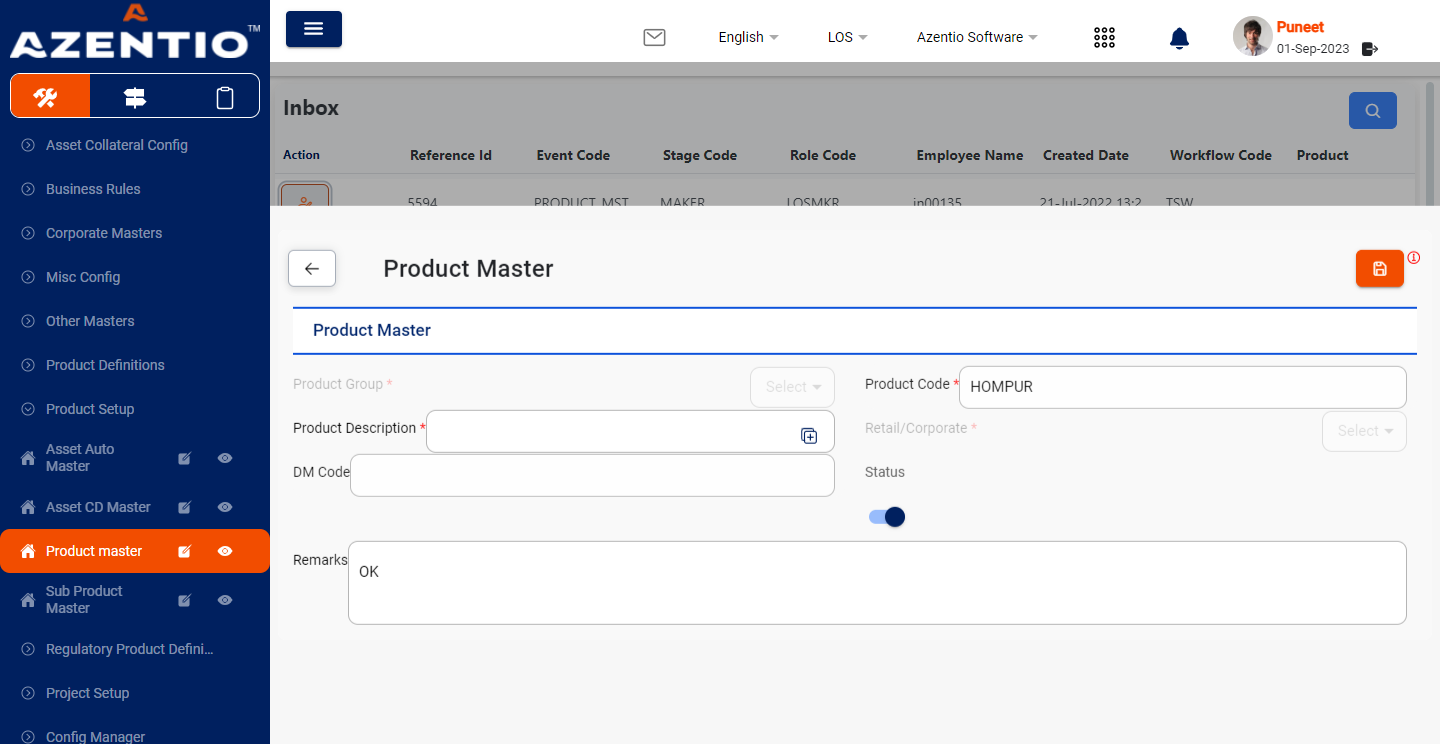 AZENTIO™
English
LOS
Azentio Software
Puneet
01-Sep-2023
Asset Collateral Config
Business Rules
Corporate Masters
Misc Config
Other Masters
Product Definitions
Product Setup
Asset Auto
Master
Asset CD Master
Product master
Sub Product
Master
Regulatory Product Defini...
Project Setup
Config Manager
Inbox
Action Reference Id Event Code Stage Code Role Code Employee Name Created Date Workflow Code Product
5594 PRODUCT_MST MAKER LOSMKR in00135 21-Jul-2022 13:2 TSW
Product Master
Product Master
Product Group * Select
Product Code * HOMPUR
Product Description *
Retail/Corporate * Select
DM Code
Status
Remarks OK